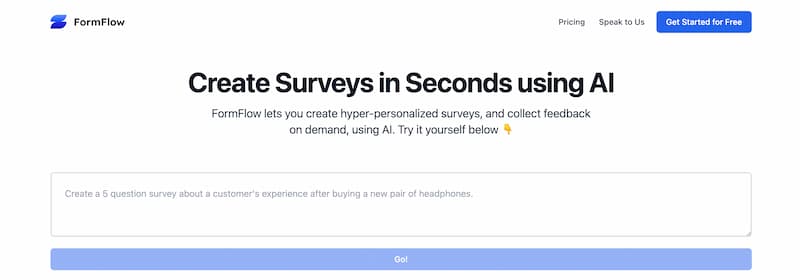 FormFlow
Pricing
Speak to Us
Get Started for Free
Create Surveys in Seconds using AI
FormFlow lets you create hyper-personalized surveys, and collect feedback
on demand, using AI. Try it yourself below 👇
Create a 5 question survey about a customer's experience after buying a new pair of headphones.
Go!